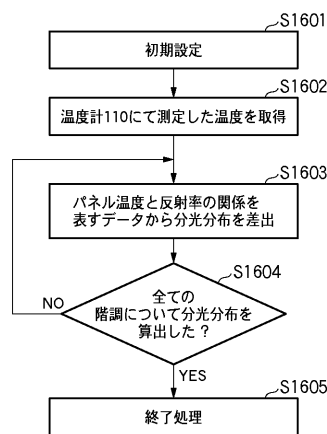 S1601
初期設定
S1602
温度計110にて測定した温度を取得
S1603
パネル温度と反射率の関係を
表すデータから分光分布を差出
S1604
全ての
階調について分光分布を
算出した？
NO
YES
S1605
終了処理